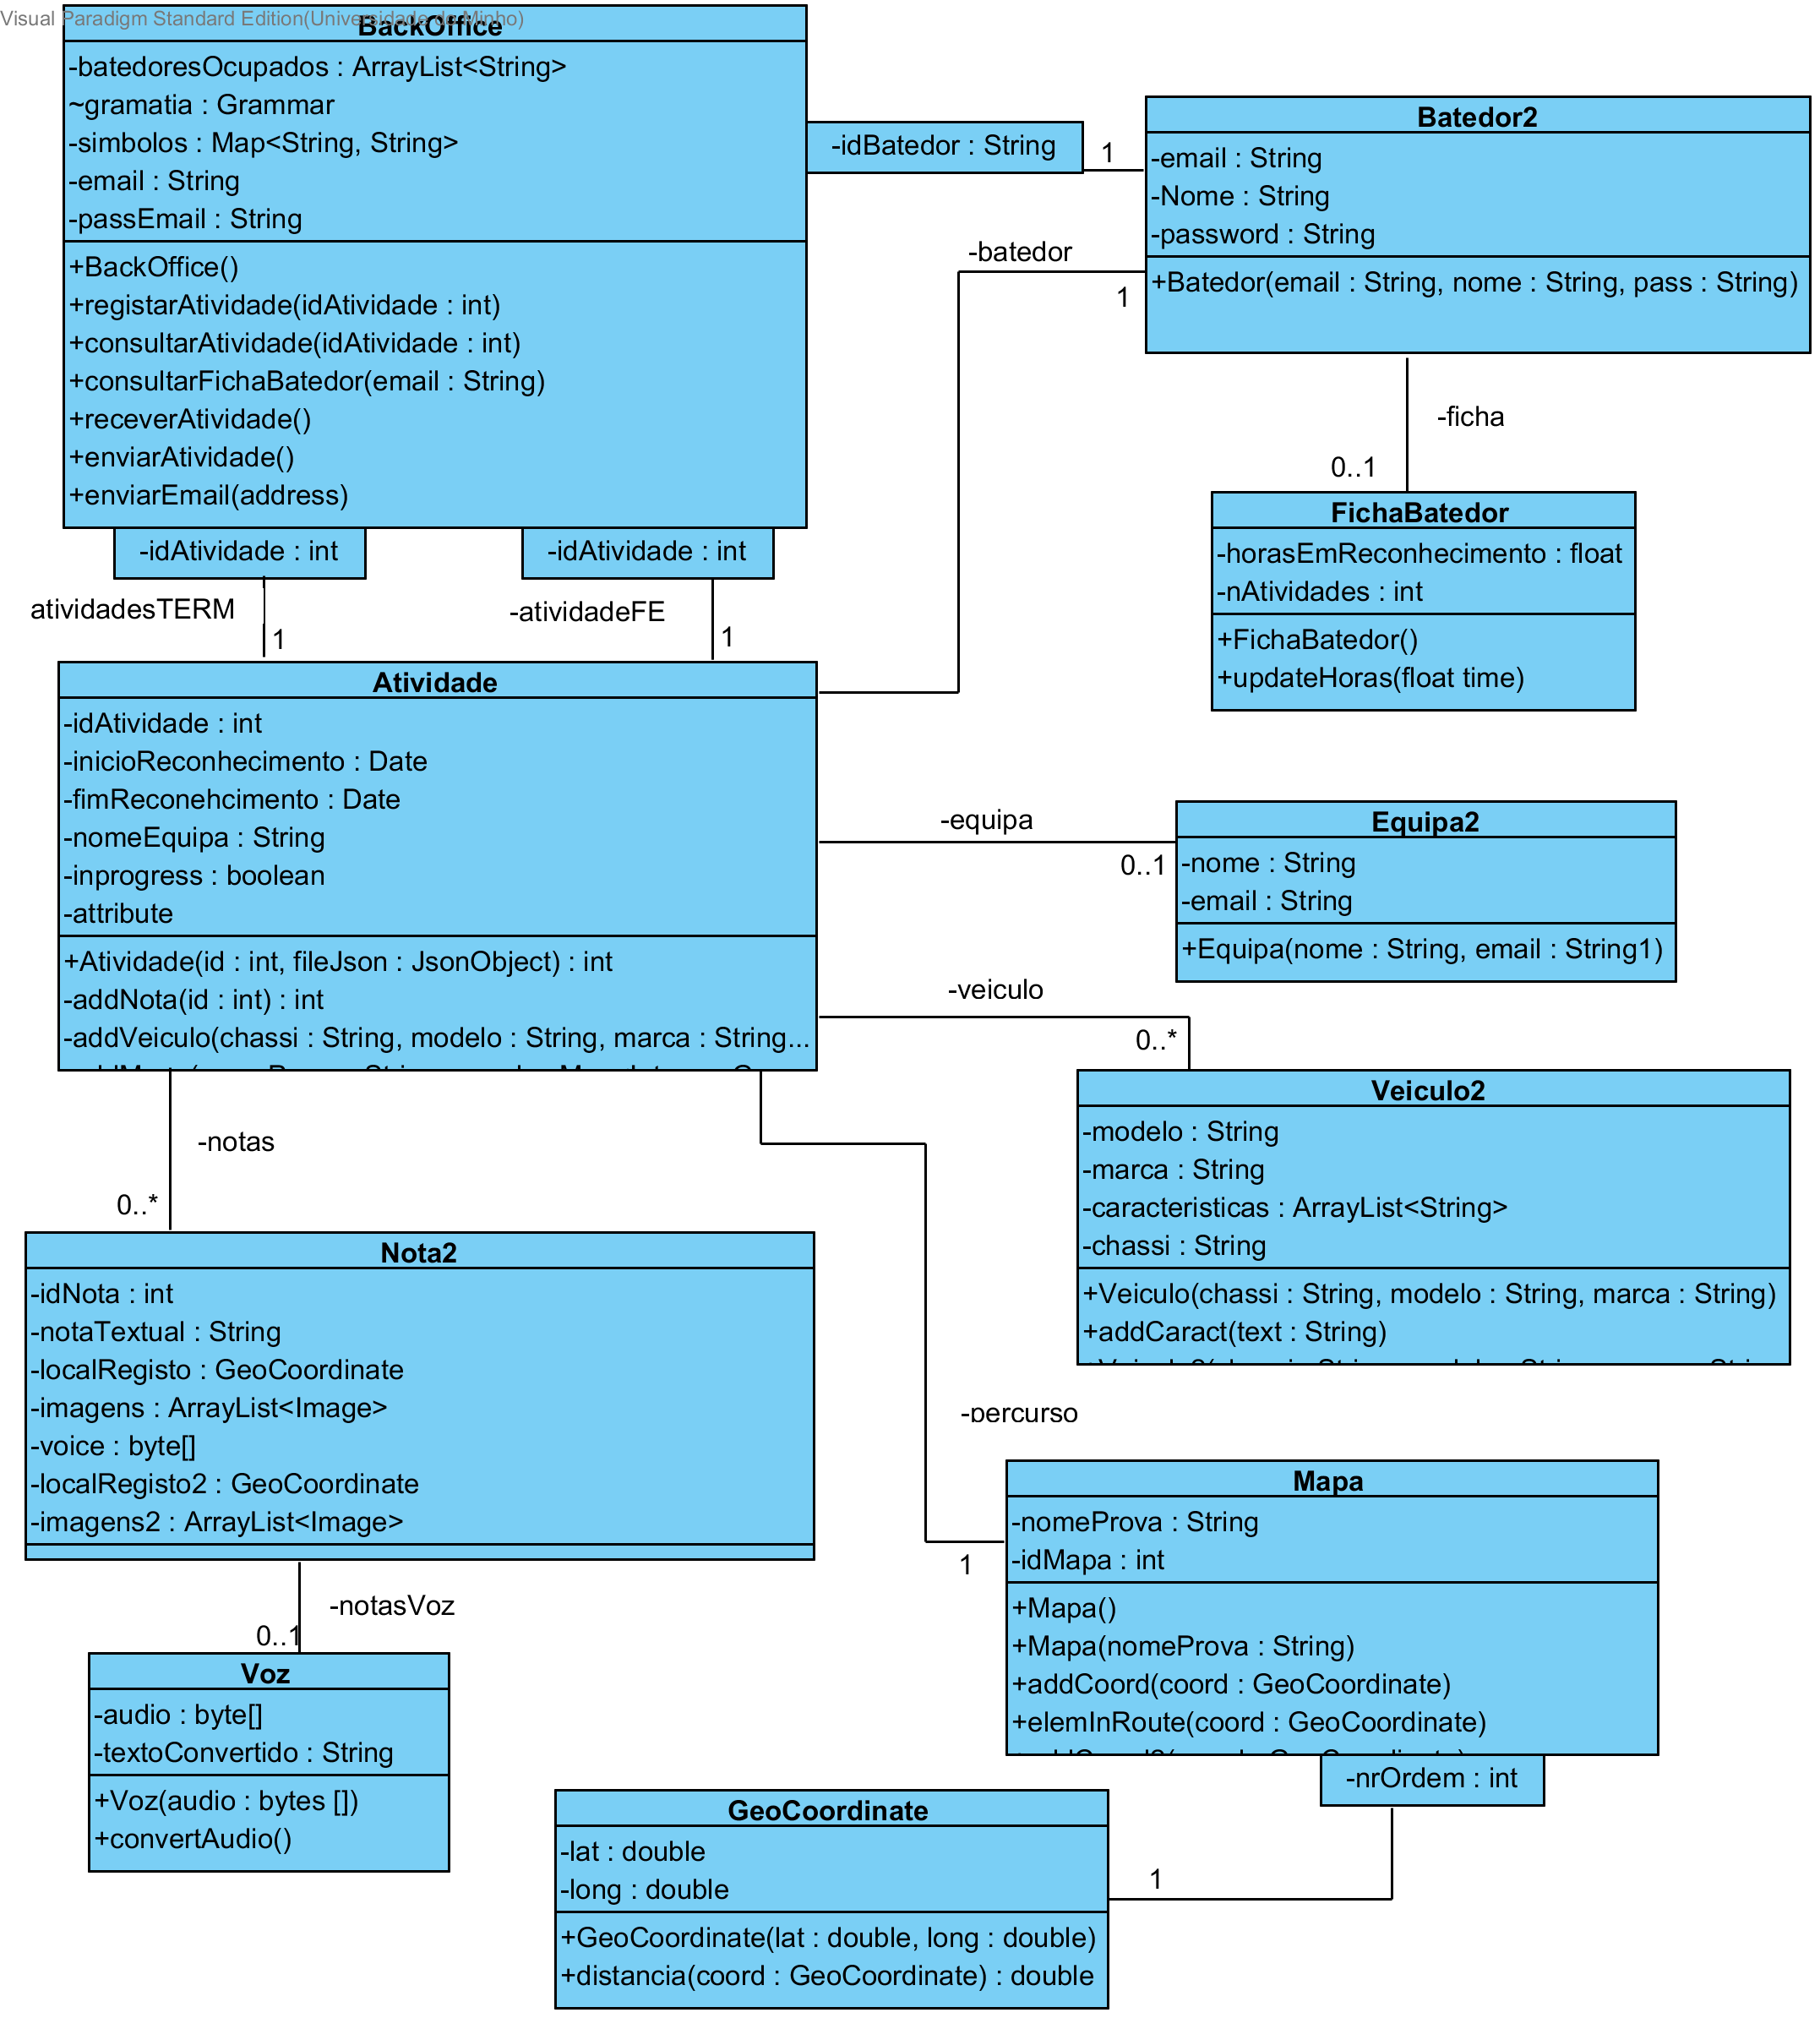 Visual Paradigm Standard Edition(Universidade do Minho)
BackOffice
-batedoresOcupados : ArrayList<String>
~gramatia : Grammar
-simbolos : Map<String, String>
-email : String
-passEmail : String
+BackOffice()
+registarAtividade(idAtividade : int)
+consultarAtividade(idAtividade : int)
+consultarFichaBatedor(email : String)
+receverAtividade()
+enviarAtividade()
+enviarEmail(address)
-idBatedor : String
1
Batedor2
-email : String
-Nome : String
-password : String
+Batedor(email : String, nome : String, pass : String)
-batedor
1
-ficha
0..1
FichaBatedor
-horasEmReconhecimento : float
-nAtividades : int
+FichaBatedor()
+updateHoras(float time)
-idAtividade : int
-idAtividade : int
atividadesTERM
1
-atividadeFE
1
Atividade
-idAtividade : int
-inicioReconhecimento : Date
-fimReconehcimento : Date
-nomeEquipa : String
-inprogress : boolean
-attribute
+Atividade(id : int, fileJson : JsonObject) : int
-addNota(id : int) : int
-addVeiculo(chassi : String, modelo : String, marca : String...
-equipa
0..1
Equipa2
-nome : String
-email : String
+Equipa(nome : String, email : String1)
-veiculo
0..*
Veiculo2
-modelo : String
-marca : String
-caracteristicas : ArrayList<String>
-chassi : String
+Veiculo(chassi : String, modelo : String, marca : String)
+addCaract(text : String)
-notas
0..*
Nota2
-idNota : int
-notaTextual : String
-localRegisto : GeoCoordinate
-imagens : ArrayList<Image>
-voice : byte[]
-localRegisto2 : GeoCoordinate
-imagens2 : ArrayList<Image>
-percurso
1
Mapa
-nomeProva : String
-idMapa : int
+Mapa()
+Mapa(nomeProva : String)
+addCoord(coord : GeoCoordinate)
+elemInRoute(coord : GeoCoordinate)
-nrOrdem : int
-notasVoz
0..1
Voz
-audio : byte[]
-textoConvertido : String
+Voz(audio : bytes [])
+convertAudio()
GeoCoordinate
-lat : double
-long : double
+GeoCoordinate(lat : double, long : double)
+distancia(coord : GeoCoordinate) : double
1